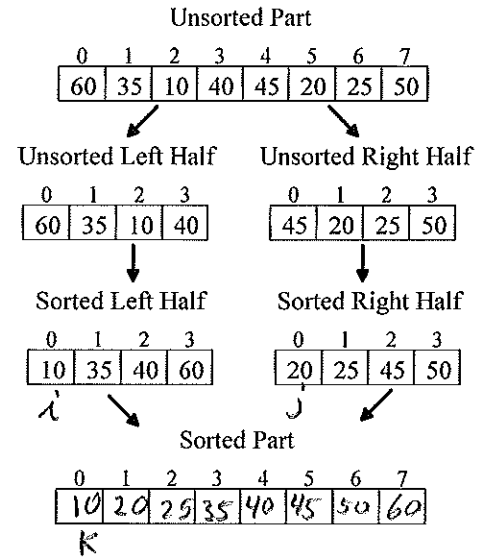 Unsorted Part
0 1 2 3 4 5 6 7
60 35 10 40 45 20 25 50
Unsorted Left Half Unsorted Right Half
0 1 2 3 0 1 2 3
60 35 10 40 45 20 25 50
Sorted Left Half Sorted Right Half
0 1 2 3 0 1 2 3
10 35 40 60 20 25 45 50
i j
Sorted Part
0 1 2 3 4 5 6 7
10 20 25 35 40 45 50 60
K